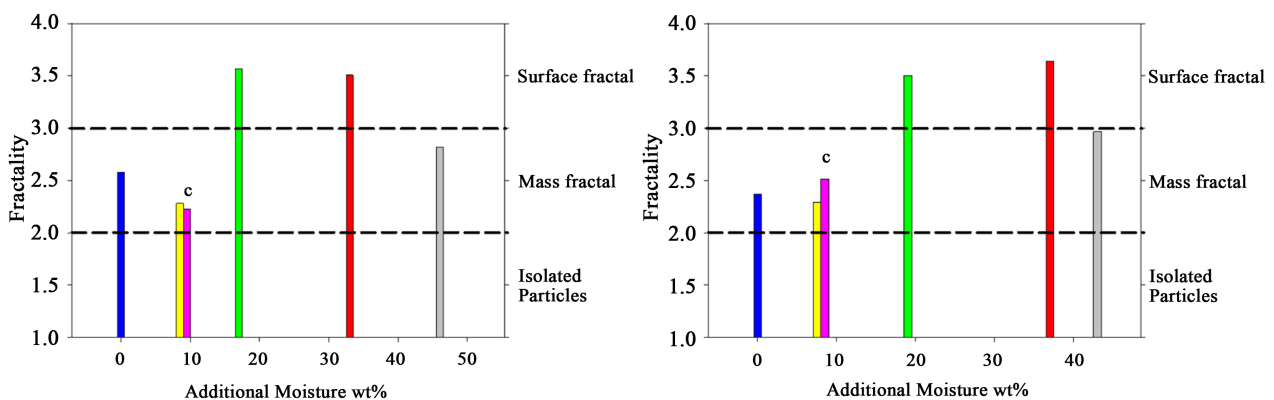 4.0
3.5
3.0
2.5
2.0
1.5
1.0
Fractality
c
Surface fractal
Mass fractal
Isolated
Particles
0 10 20 30 40 50
Additional Moisture wt%
4.0
3.5
3.0
2.5
2.0
1.5
1.0
Fractality
c
Surface fractal
Mass fractal
Isolated
Particles
0 10 20 30 40
Additional Moisture wt%